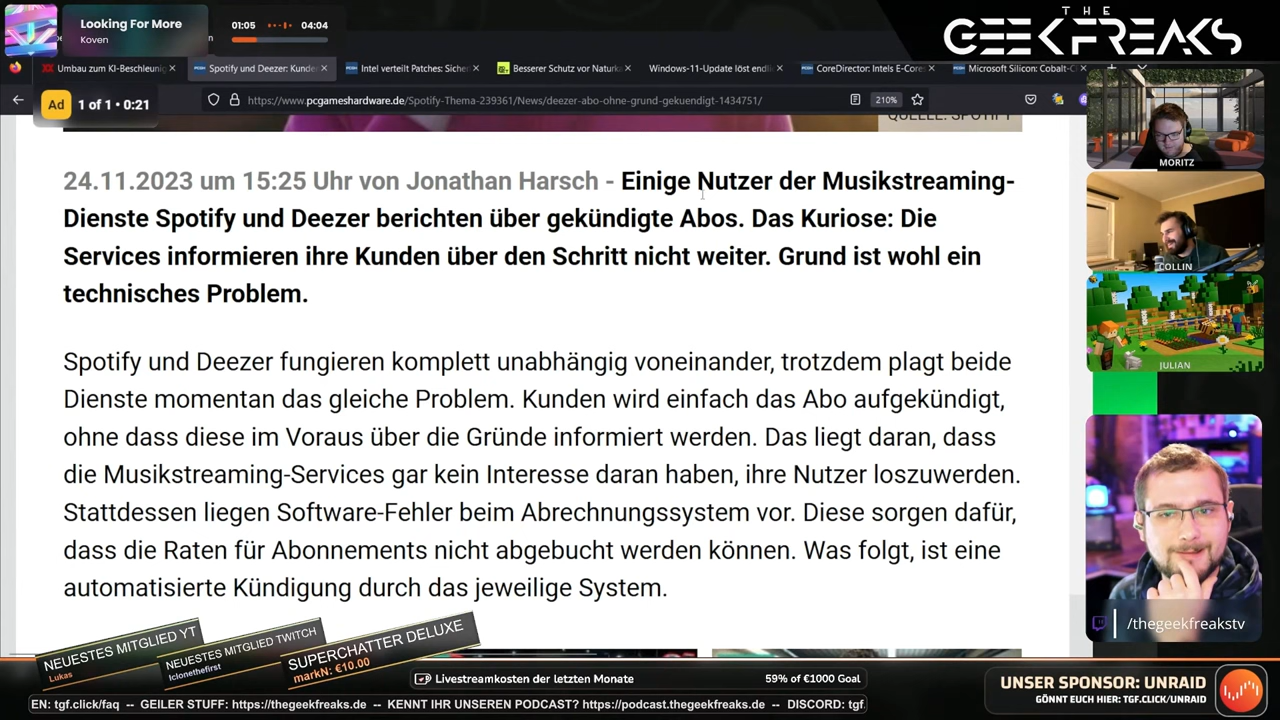 Looking For More
Koven
01:05
04:04
THE
GEEKFREAKS
Umbau zum KI-Beschleunig
Spotify und Deezer: Kunden
Intel verteilt Patches: Sicher
Besserer Schutz vor Naturka
Windows-11-Update löst endl
CoreDirector: Intels E-Cores
Microsoft Silicon: Cobalt-C
Ad
1 of 1 • 0:21
https://www.pcgameshardware.de/Spotify-Thema-239361/News/deezer-abo-ohne-grund-gekuendigt-1434751/
210%
QUELLE: SPOTIFY
24.11.2023 um 15:25 Uhr von Jonathan Harsch - Einige Nutzer der Musikstreaming-
Dienste Spotify und Deezer berichten über gekündigte Abos. Das Kuriose: Die
Services informieren ihre Kunden über den Schritt nicht weiter. Grund ist wohl ein
technisches Problem.
Spotify und Deezer fungieren komplett unabhängig voneinander, trotzdem plagt beide
Dienste momentan das gleiche Problem. Kunden wird einfach das Abo aufgekündigt,
ohne dass diese im Voraus über die Gründe informiert werden. Das liegt daran, dass
die Musikstreaming-Services gar kein Interesse daran haben, ihre Nutzer loszuwerden.
Stattdessen liegen Software-Fehler beim Abrechnungssystem vor. Diese sorgen dafür,
dass die Raten für Abonnements nicht abgebucht werden können. Was folgt, ist eine
automatisierte Kündigung durch das jeweilige System.
MORITZ
COLLIN
JULIAN
/thegeekfreakstv
NEUESTES MITGLIED YT
Lukas
NEUESTES MITGLIED TWITCH
Iclonethefirst
SUPERCHATTER DELUXE
markN: €10.00
Livestreamkosten der letzten Monate
59% of €1000 Goal
UNSER SPONSOR: UNRAID
GÖNNT EUCH HIER: TGF.CLICK/UNRAID
EN: tgf.click/faq -- GEILER STUFF: https://thegeekfreaks.de -- KENNT IHR UNSEREN PODCAST? https://podcast.thegeekfreaks.de -- DISCORD: tgf.